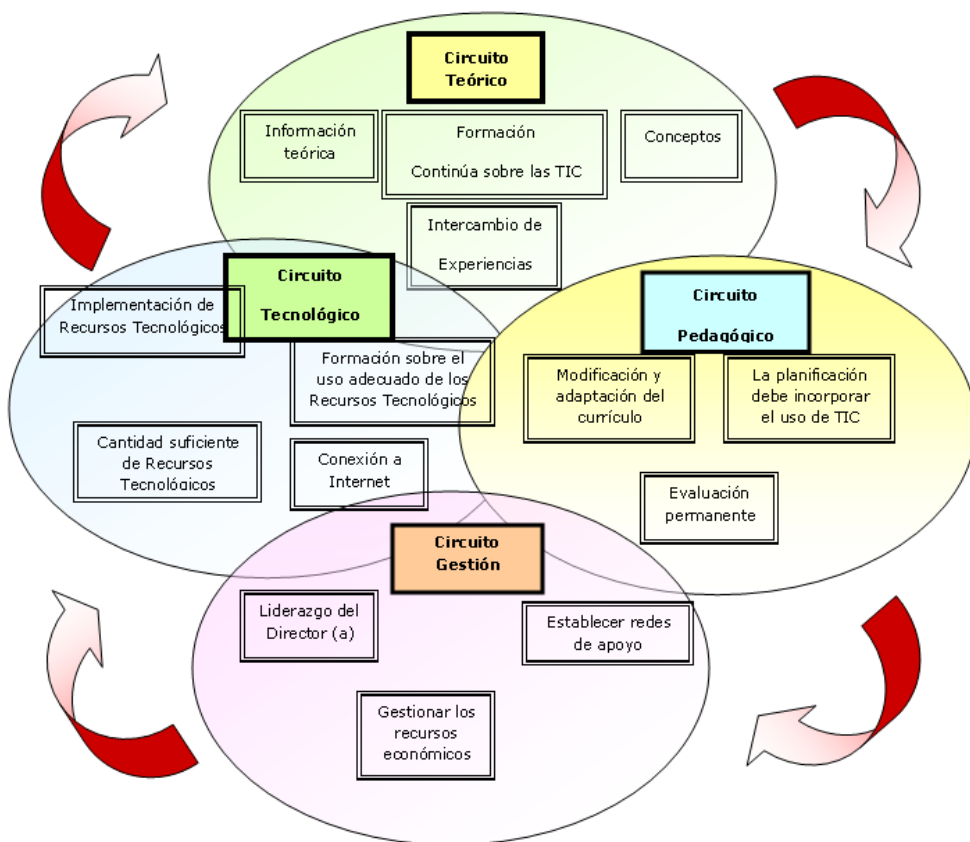 Circuito
Teórico
Información
teórica
Formación
Continúa sobre las TIC
Conceptos
Intercambio de
Experiencias
Circuito
Tecnológico
Implementación de
Recursos Tecnológicos
Formación sobre el
uso adecuado de los
Recursos Tecnológicos
Cantidad suficiente
de Recursos
Tecnológicos
Conexión a
Internet
Circuito
Pedagógico
Modificación y
adaptación del
currículo
La planificación
debe incorporar
el uso de TIC
Evaluación
permanente
Circuito
Gestión
Liderazgo del
Director (a)
Establecer redes
de apoyo
Gestionar los
recursos
económicos